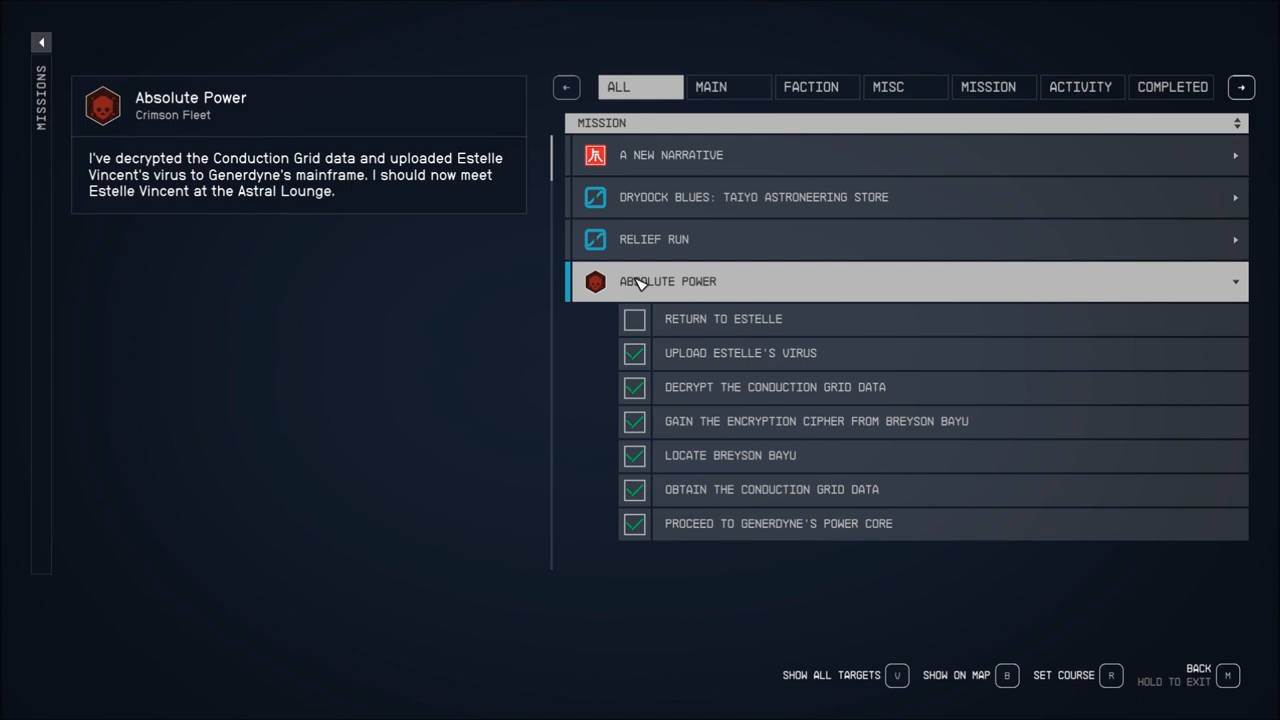 MISSIONS
Absolute Power
Crimson Fleet
I've decrypted the Conduction Grid data and uploaded Estelle
Vincent's virus to Generdyne's mainframe. I should now meet
Estelle Vincent at the Astral Lounge.
ALL
MAIN
FACTION
MISC
MISSION
ACTIVITY
COMPLETED
MISSION
A NEW NARRATIVE
DRYDOCK BLUES: TAIYO ASTRONEERING STORE
RELIEF RUN
ABSOLUTE POWER
RETURN TO ESTELLE
UPLOAD ESTELLE'S VIRUS
DECRYPT THE CONDUCTION GRID DATA
GAIN THE ENCRYPTION CIPHER FROM BREYSON BAYU
LOCATE BREYSON BAYU
OBTAIN THE CONDUCTION GRID DATA
PROCEED TO GENERDYNE'S POWER CORE
SHOW ALL TARGETS V
SHOW ON MAP B
SET COURSE R
BACK
HOLD TO EXIT M